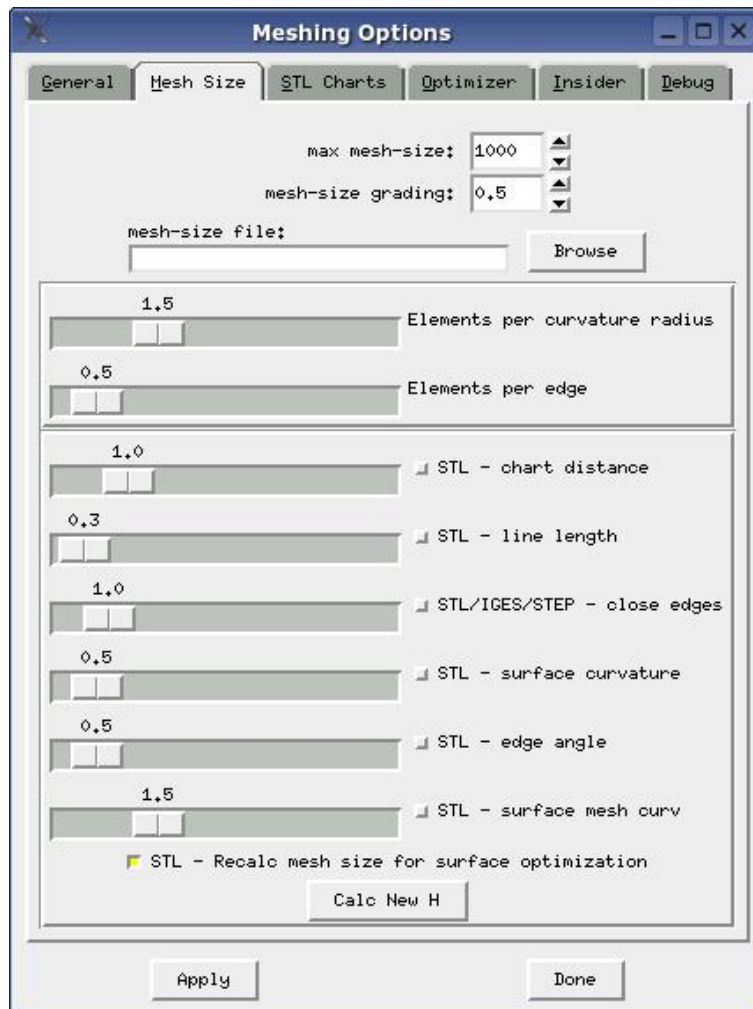 Meshing Options
General Mesh Size STL Charts Optimizer Insider Debug
max mesh-size: 1000
mesh-size grading: 0.5
mesh-size file:
Browse
1.5
Elements per curvature radius
0.5
Elements per edge
1.0
STL - chart distance
0.3
STL - line length
1.0
STL/IGES/STEP - close edges
0.5
STL - surface curvature
0.5
STL - edge angle
1.5
STL - surface mesh curv
STL - Recalc mesh size for surface optimization
Calc New H
Apply Done